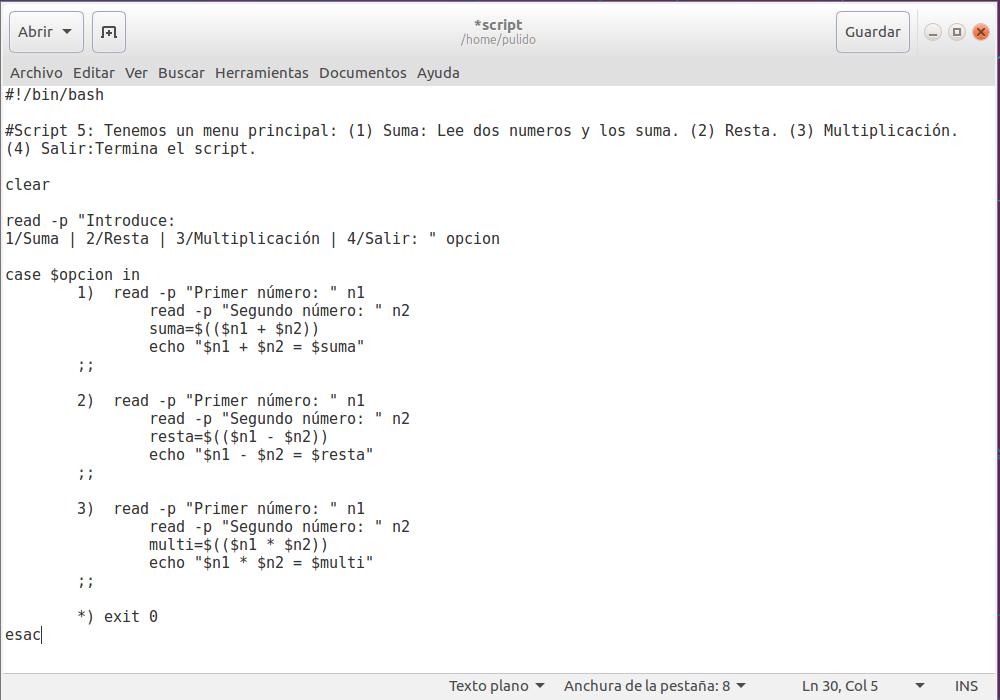 Abrir
*script
/home/pulido
Guardar
Archivo Editar Ver Buscar Herramientas Documentos Ayuda
#!/bin/bash
#Script 5: Tenemos un menu principal: (1) Suma: Lee dos numeros y los suma. (2) Resta. (3) Multiplicación.
(4) Salir:Termina el script.
clear
read -p "Introduce:
1/Suma | 2/Resta | 3/Multiplicación | 4/Salir: " opcion
case $opcion in
1) read -p "Primer número: " n1
read -p "Segundo número: " n2
suma=$(($n1 + $n2))
echo "$n1 + $n2 = $suma"
;;
2) read -p "Primer número: " n1
read -p "Segundo número: " n2
resta=$(($n1 - $n2))
echo "$n1 - $n2 = $resta"
;;
3) read -p "Primer número: " n1
read -p "Segundo número: " n2
multi=$(($n1 * $n2))
echo "$n1 * $n2 = $multi"
;;
*) exit 0
esac
Texto plano Anchura de la pestaña: 8 Ln 30, Col 5 INS